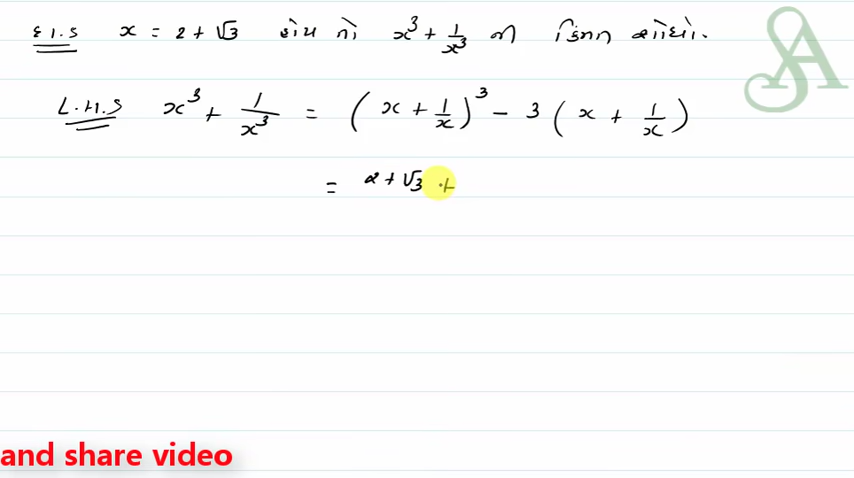 દા.ડ x = 2 + √3 હોય તો x³ + 1/x³ ની કિંમત શોધો.
L.H.S x³ + 1/x³ = (x + 1/x)³ - 3 (x + 1/x)
= 2 + √3 +
and share video